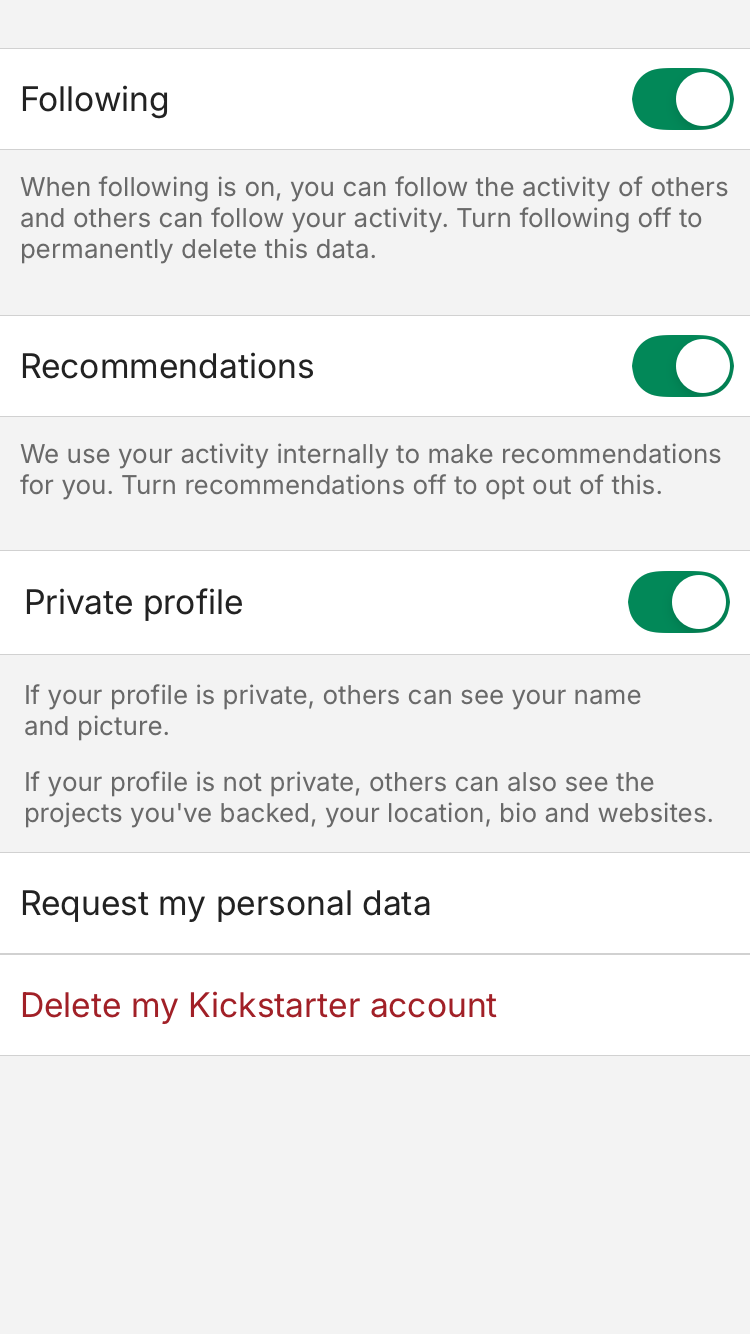 Following
When following is on, you can follow the activity of others
and others can follow your activity. Turn following off to
permanently delete this data.
Recommendations
We use your activity internally to make recommendations
for you. Turn recommendations off to opt out of this.
Private profile
If your profile is private, others can see your name
and picture.
If your profile is not private, others can also see the
projects you've backed, your location, bio and websites.
Request my personal data
Delete my Kickstarter account